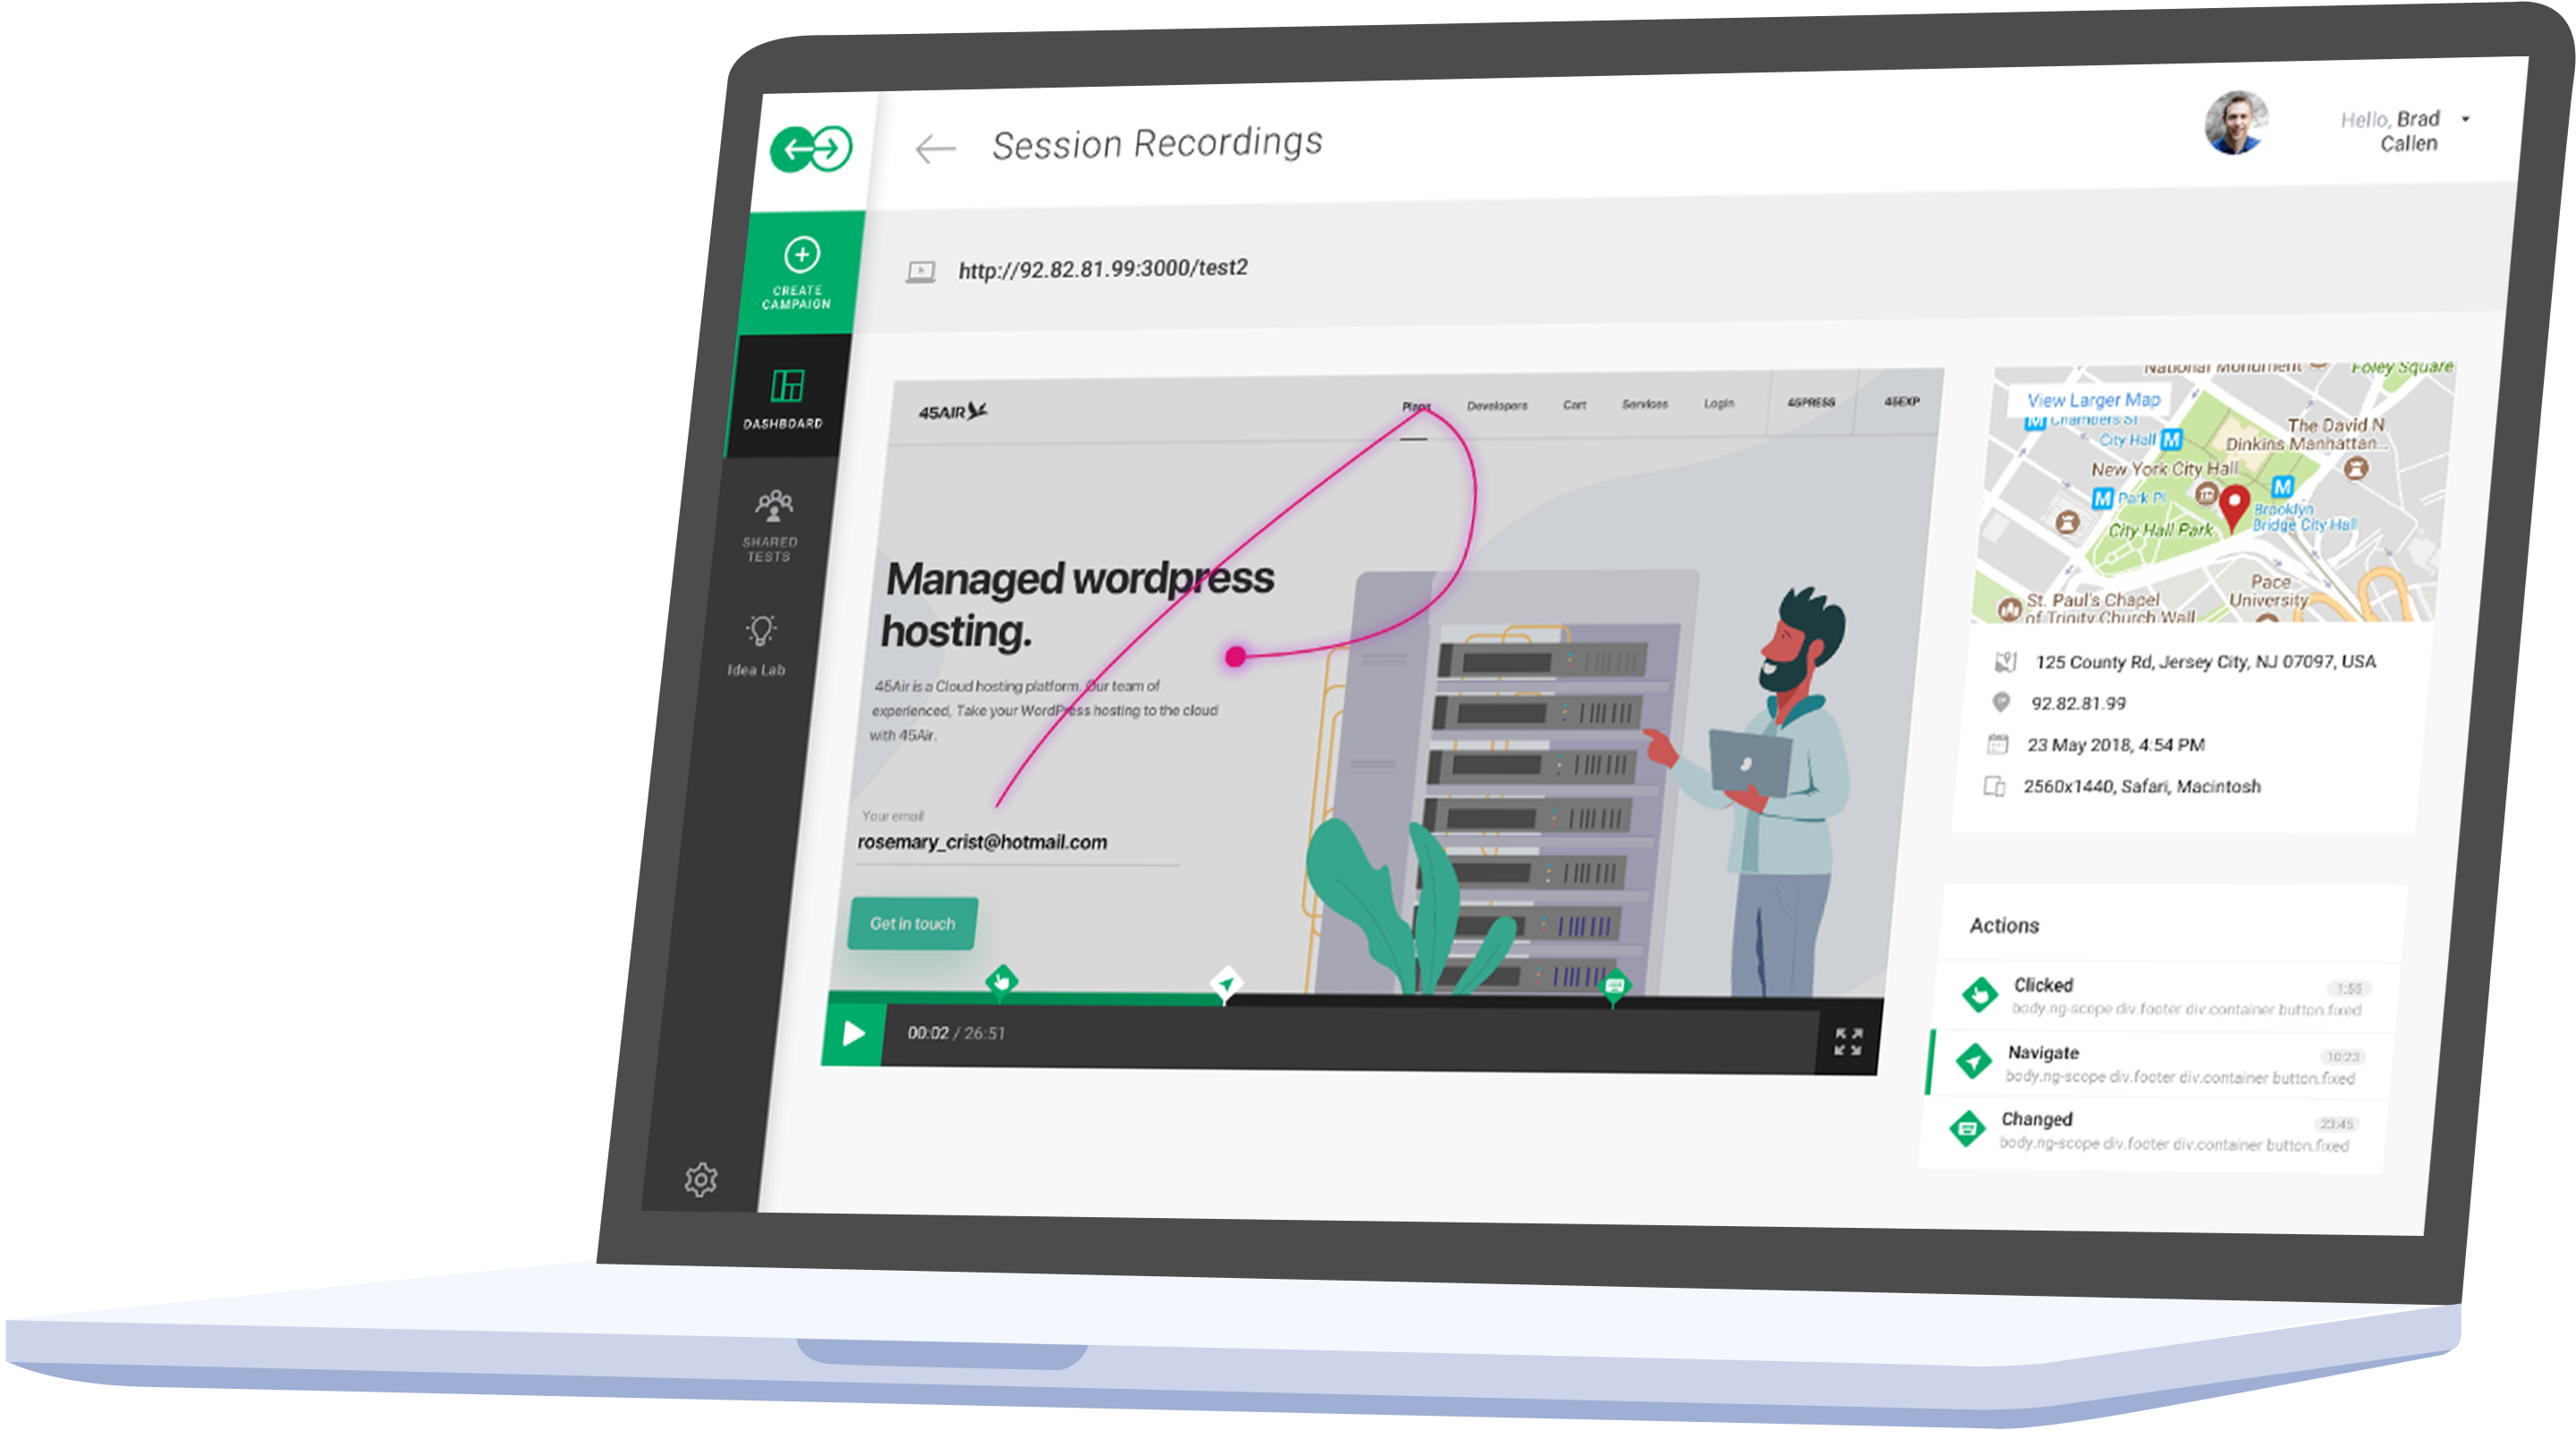 Session Recordings
Hello, Brad
Callen
CREATE
CAMPAIGN
DASHBOARD
SHARED
TESTS
Idea Lab
http://92.82.81.99:3000/test2
45AIR
Plans
Developers
Cart
Services
Login
45PRESS
45EXP
Managed wordpress
hosting.
45Air is a Cloud hosting platform. Our team of
experienced, Take your WordPress hosting to the cloud
with 45Air.
Your email
rosemary_crist@hotmail.com
Get in touch
00:02 / 26:51
National Monument
Foley Square
View Larger Map
M Chambers St
The David N
Dinkins Manhattan...
City Hall M
New York City Hall
M Park Pl
M
Brooklyn
Bridge City Hall
City Hall Park
Pace
University
St. Paul's Chapel
of Trinity Church Wall
125 County Rd, Jersey City, NJ 07097, USA
92.82.81.99
23 May 2018, 4:54 PM
2560x1440, Safari, Macintosh
Actions
Clicked
1:55
body.ng-scope div.footer div.container button.fixed
Navigate
10:23
body.ng-scope div.footer div.container button.fixed
Changed
23:45
body.ng-scope div.footer div.container button.fixed